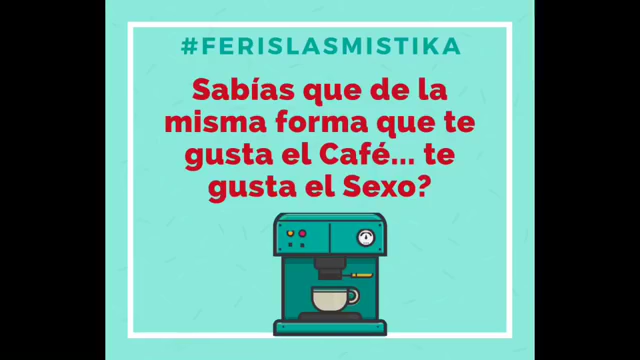 #FERISLASMISTIKA
Sabías que de la
misma forma que te
gusta el Café... te
gusta el Sexo?